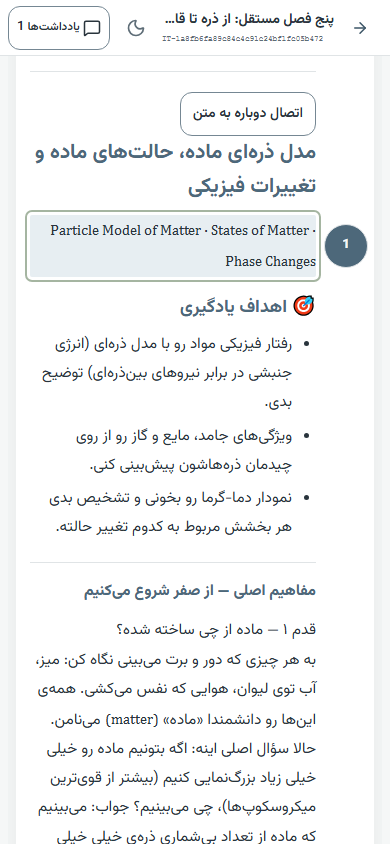 پنج فصل مستقل: از ذره تا قا...
IT-1a8fb6fa89c84c4c91c24bf1fc05b472
یادداشت‌ها 1
اتصال دوباره به متن
مدل ذره‌ای ماده، حالت‌های ماده و
تغییرات فیزیکی
Particle Model of Matter · States of Matter ·
Phase Changes
1
🎯 اهداف یادگیری
• رفتار فیزیکی مواد رو با مدل ذره‌ای (انرژی
جنبشی در برابر نیروهای بین‌ذره‌ای) توضیح
بدی.
• ویژگی‌های جامد، مایع و گاز رو از روی
چیدمان ذره‌هاشون پیش‌بینی کنی.
• نمودار دما-گرما رو بخونی و تشخیص بدی
هر بخشش مربوط به کدوم تغییر حالته.
مفاهیم اصلی — از صفر شروع می‌کنیم
قدم ۱ — ماده از چی ساخته شده؟
به هر چیزی که دور و برت می‌بینی نگاه کن: میز،
آب توی لیوان، هوایی که نفس می‌کشی. همه‌ی
این‌ها رو دانشمندا «ماده» (matter) می‌نامن.
حالا سؤال اصلی اینه: اگه بتونیم ماده رو خیلی
خیلی زیاد بزرگ‌نمایی کنیم (بیشتر از قوی‌ترین
میکروسکوپ‌ها)، چی می‌بینیم؟ جواب: می‌بینیم
که ماده از تعداد بی‌شماری ذره‌ی خیلی خیلی